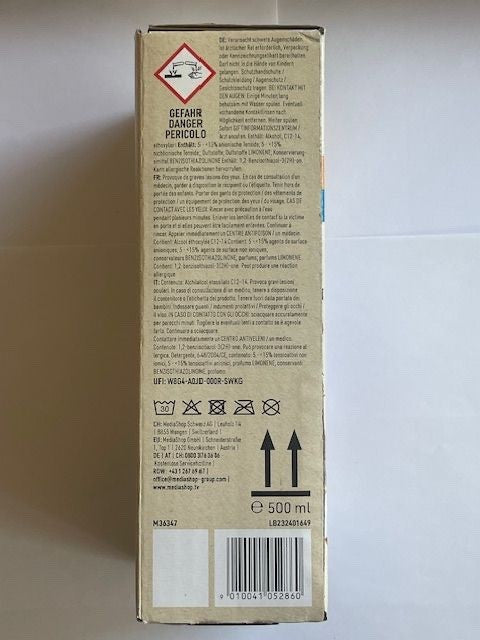 DE: Verursacht schwere Augenschäden.
Ist ärztlicher Rat erforderlich, Verpackung
oder Kennzeichnungsetikett bereithalten.
Darf nicht in die Hände von Kindern
gelangen. Schutzhandschuhe /
Schutzkleidung / Augenschutz /
Gesichtsschutz tragen. BEI KONTAKT MIT
DEN AUGEN: Einige Minuten lang
behutsam mit Wasser spülen. Eventuell
vorhandene Kontaktlinsen nach
Möglichkeit entfernen. Weiter spülen.
Sofort GIFTINFORMATIONSZENTRUM /
Arzt anrufen. Enthält: Alkohol, C12-14,
GEFAHR
DANGER
PERICOLO
ethoxyliert Enthält: 5 - <15% anionische Tenside, 5 - <15%
nichtionische Tenside, Duftstoffe, Duftstoffe LIMONENE, Konservierungs-
mittel BENZISOTHIAZOLINONE Enthält: 1,2-Benzisothiazol-3(2H)-on.
Kann allergische Reaktionen hervorrufen.
FR: Provoque de graves lésions des yeux. En cas de consultation d'un
médecin, garder à disposition le récipient ou l'étiquette. Tenir hors de
portée des enfants. Porter des gants de protection / des vêtements de
protection / un équipement de protection des yeux / du visage. CAS DE
CONTACT AVEC LES YEUX: Rincer avec précaution à l'eau
pendant plusieurs minutes. Enlever les lentilles de contact si la victime
en porte et si elles peuvent être facilement enlevées. Continuer à
rincer. Appeler immédiatement un CENTRE ANTIPOISON / un médecin.
Contient: Alcool éthoxylé C12-14 Contient: 5 - <15% agents de surface
anioniques, 5 - <15% agents de surface non ioniques,
conservateurs BENZISOTHIAZOLINONE, parfums, parfums LIMONENE
Contient: 1,2-benzisothiazol-3(2H)-one. Peut produire une réaction
allergique.
IT: Contenuto: Alchilalcol etossilato C12-14. Provoca gravi lesioni
oculari. In caso di consultazione di un medico, tenere a disposizione
il contenitore o l'etichetta del prodotto. Tenere fuori dalla portata dei
bambini. Indossare guanti / indumenti protettivi / Proteggere gli occhi /
il viso. IN CASO DI CONTATTO CON GLI OCCHI: sciacquare accuratamente
per parecchi minuti. Togliere le eventuali lenti a contatto se è agevole
farlo. Continuare a sciacquare.
Contattare immediatamente un CENTRO ANTIVELENI / un medico.
Contenuto: 1,2-benzisotiazol-3(2H)-one. Può provocare una reazione al-
lergica. Detergente, 648/2004/CE, contenuto: 5 - <15% tensioattivi non
ionici, 5 - <15% tensioattivi anionici, profumo LIMONENE, conservanti
BENZISOTHIAZOLINONE, profumo.
UFI: W8G4-A0JD-000R-SWKG
30
CH: MediaShop Schweiz AG | Leuholz 14
| 8855 Wangen | Switzerland |
EU: MediaShop GmbH | Schneiderstraße
1, Top 1 | 2620 Neunkirchen | Austria |
DE | AT | CH: 0800 376 36 06
Kostenlose Servicehotline |
ROW: +43 1 267 69 67 |
office@mediashop-group.com |
www.mediashop.tv
℮ 500 ml
M36347
LB232401649
9 010041 052860